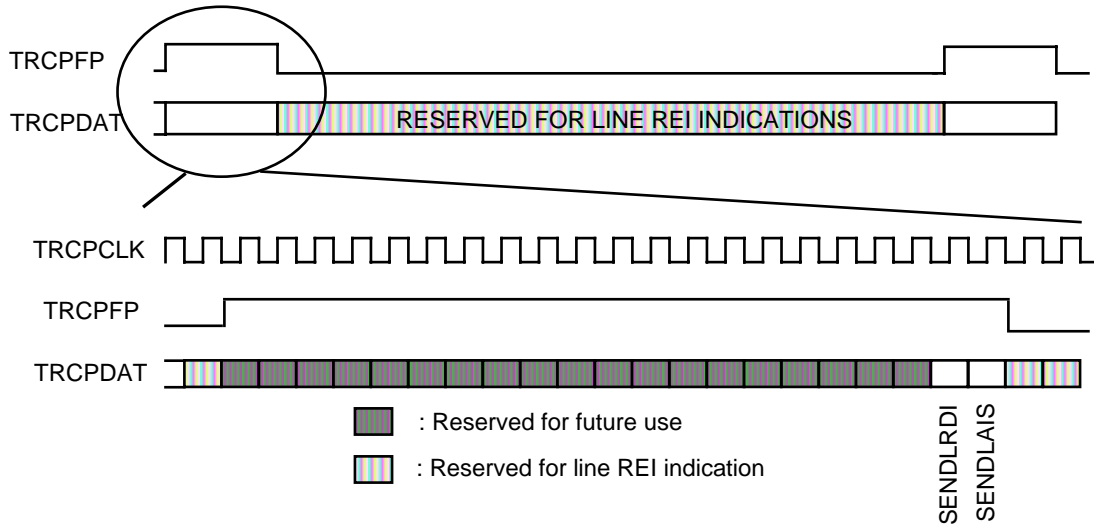 TRCPFP
TRCPDAT
RESERVED FOR LINE REI INDICATIONS
TRCPCLK
TRCPFP
TRCPDAT
: Reserved for future use
: Reserved for line REI indication
SENDLRDI
SENDLAIS